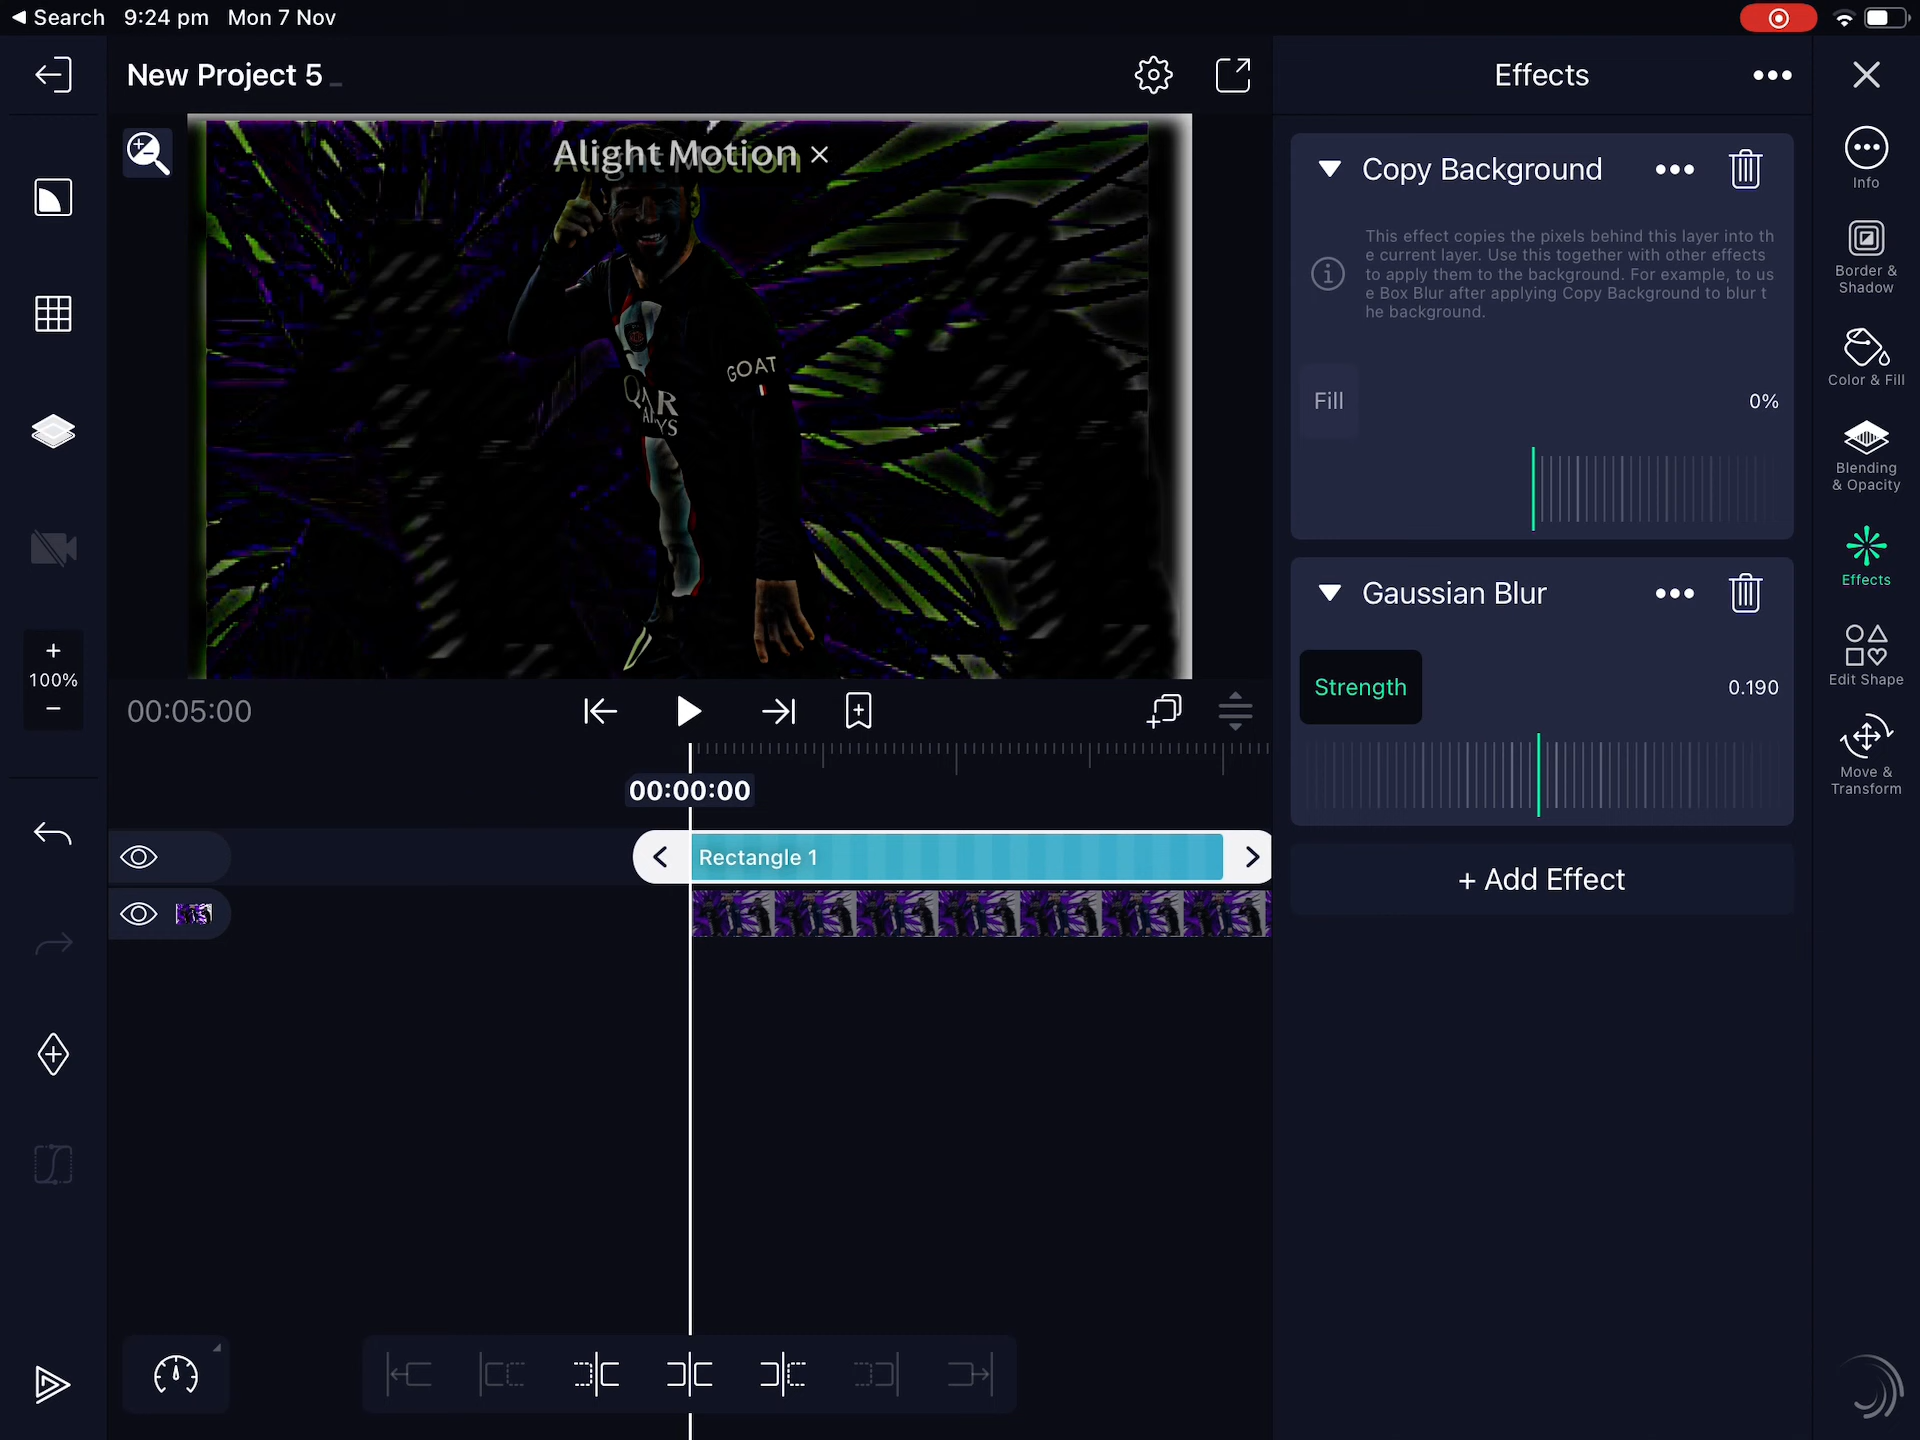 Search 9:24 pm Mon 7 Nov
New Project 5
Effects
Alight Motion
GOAT
Copy Background
This effect copies the pixels behind this layer into th
e current layer. Use this together with other effects
to apply them to the background. For example, to us
e Box Blur after applying Copy Background to blur t
he background.
Fill
0%
Gaussian Blur
Strength
0.190
+ Add Effect
Info
Border &
Shadow
Color & Fill
Blending
& Opacity
Effects
Edit Shape
Move &
Transform
+
100%
−
00:05:00
00:00:00
Rectangle 1